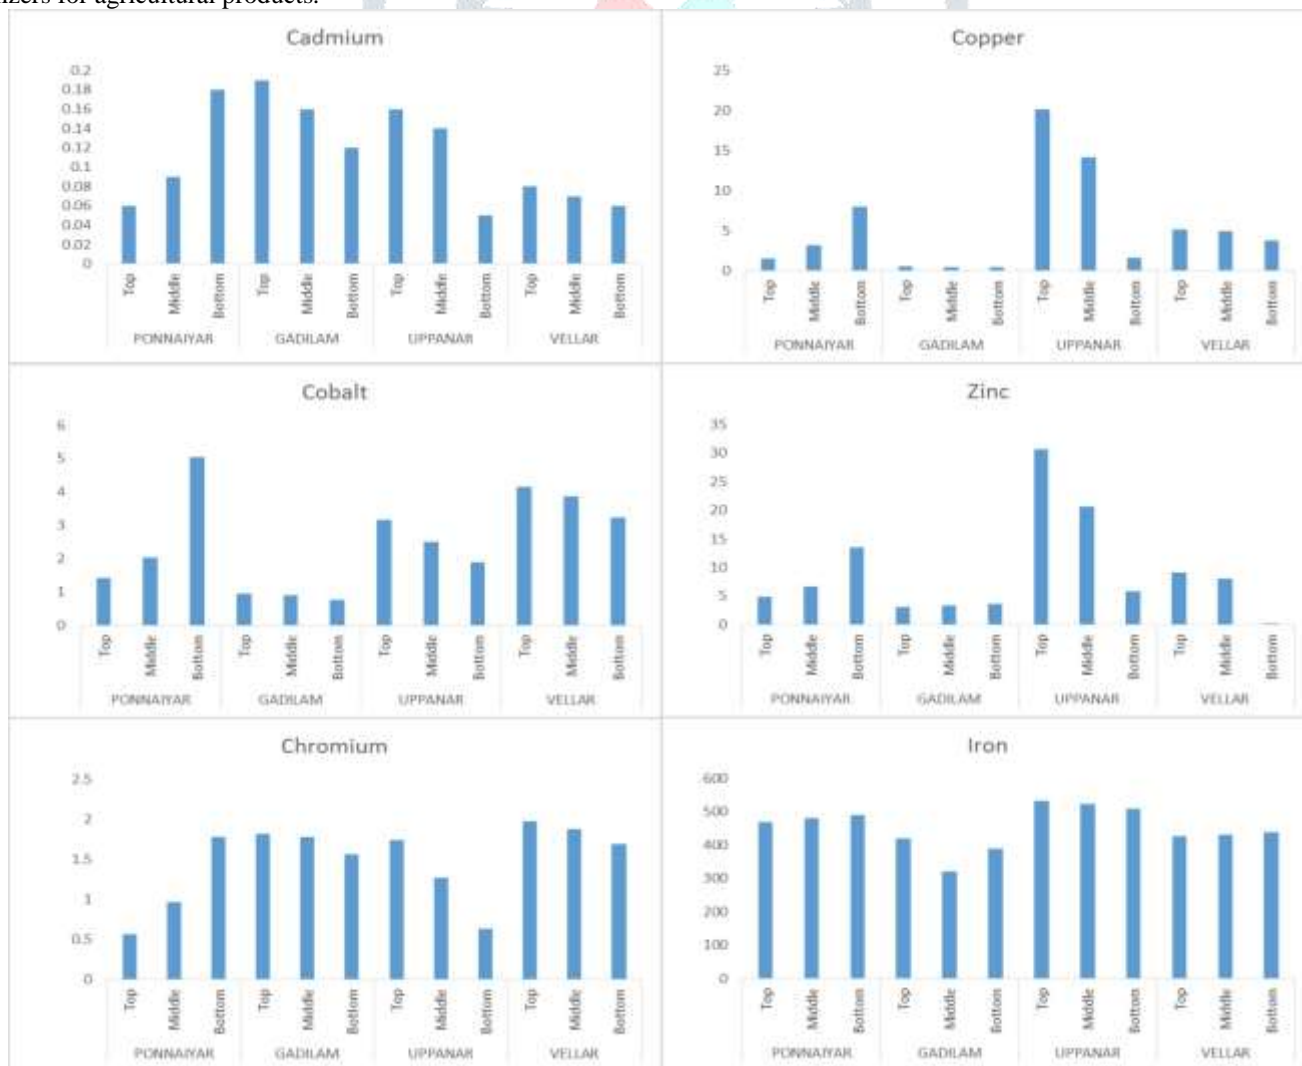 izers for agricultural products.
Cadmium
0.2
0.18
0.16
0.14
0.12
0.1
0.08
0.06
0.04
0.02
0
Top
Middle
Bottom
Top
Middle
Bottom
Top
Middle
Bottom
Top
Middle
Bottom
PONNAIYAR
GADILAM
UPPANAR
VELLAR
Copper
25
20
15
10
5
0
Top
Middle
Bottom
Top
Middle
Bottom
Top
Middle
Bottom
Top
Middle
Bottom
PONNAIYAR
GADILAM
UPPANAR
VELLAR
Cobalt
6
5
4
3
2
1
0
Top
Middle
Bottom
Top
Middle
Bottom
Top
Middle
Bottom
Top
Middle
Bottom
PONNAIYAR
GADILAM
UPPANAR
VELLAR
Zinc
35
30
25
20
15
10
5
0
Top
Middle
Bottom
Top
Middle
Bottom
Top
Middle
Bottom
Top
Middle
Bottom
PONNAIYAR
GADILAM
UPPANAR
VELLAR
Chromium
2.5
2
1.5
1
0.5
0
Top
Middle
Bottom
Top
Middle
Bottom
Top
Middle
Bottom
Top
Middle
Bottom
PONNAIYAR
GADILAM
UPPANAR
VELLAR
Iron
600
500
400
300
200
100
0
Top
Middle
Bottom
Top
Middle
Bottom
Top
Middle
Bottom
Top
Middle
Bottom
PONNAIYAR
GADILAM
UPPANAR
VELLAR